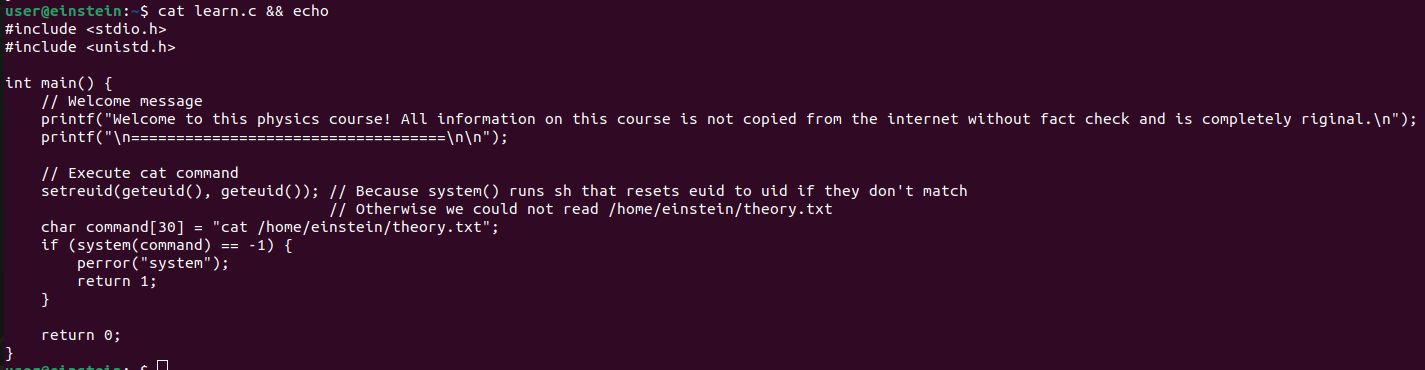 user@einstein:~$ cat learn.c && echo
#include <stdio.h>
#include <unistd.h>

int main() {
    // Welcome message
    printf("Welcome to this physics course! All information on this course is not copied from the internet without fact check and is completely riginal.\n");
    printf("\n===================================\n\n");

    // Execute cat command
    setreuid(geteuid(), geteuid()); // Because system() runs sh that resets euid to uid if they don't match
                                    // Otherwise we could not read /home/einstein/theory.txt
    char command[30] = "cat /home/einstein/theory.txt";
    if (system(command) == -1) {
        perror("system");
        return 1;
    }

    return 0;
}
user@einstein:~$